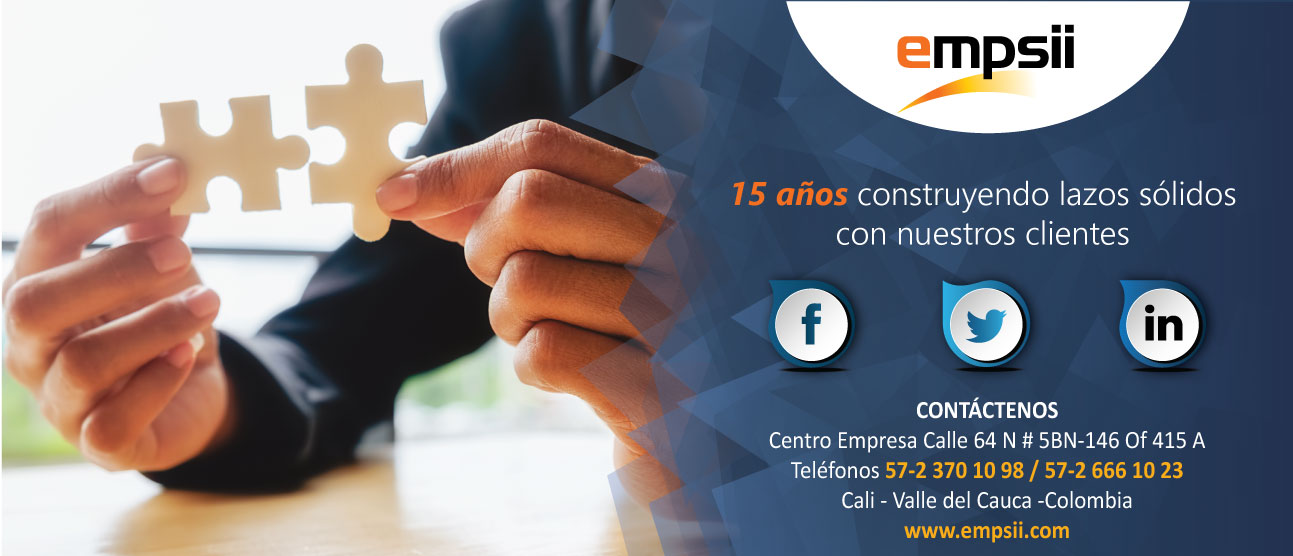 empsii
15 años construyendo lazos sólidos
con nuestros clientes
f
in
CONTÁCTENOS
Centro Empresa Calle 64 N # 5BN-146 Of 415 A
Teléfonos 57-2 370 10 98 / 57-2 666 10 23
Cali - Valle del Cauca -Colombia
www.empsii.com